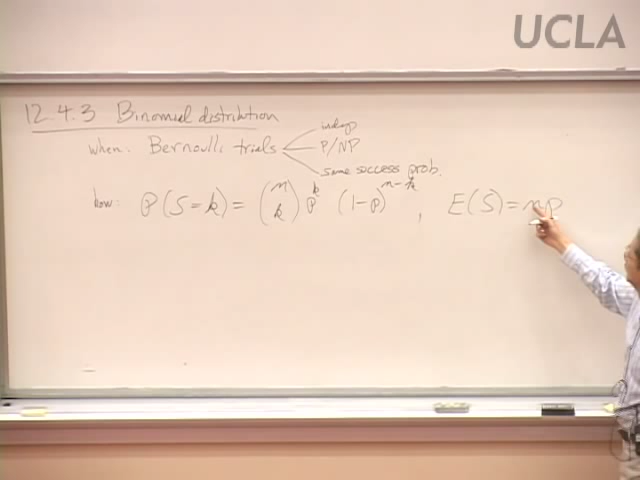 UCLA
12.4.3 Binomial distribution
indep
when: Bernoulli trials P/NP
same success prob.
how: P(S=k) = (n k) p^k (1-p)^{n-k}, E(S) = np